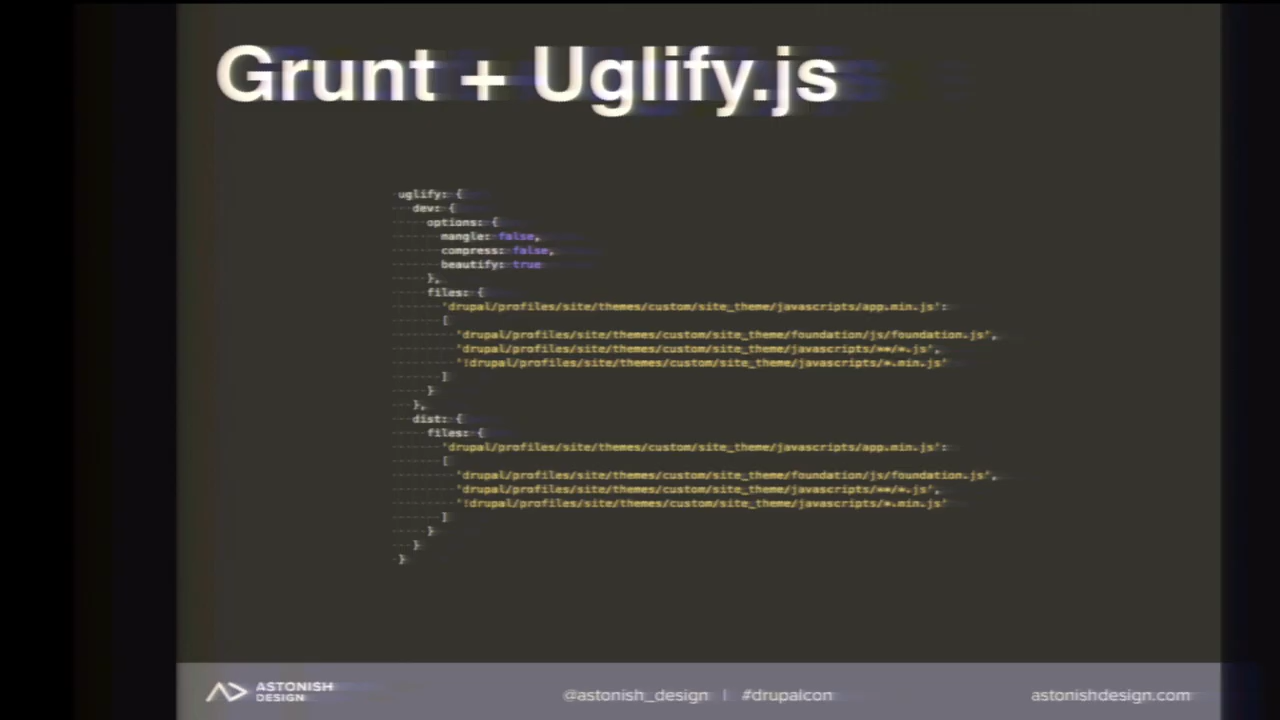 Grunt + Uglify.js
uglify: {
dev: {
options: {
mangle: false,
compress: false,
beautify: true
},
files: {
'drupal/profiles/site/themes/custom/site_theme/javascripts/app.min.js':
[
'drupal/profiles/site/themes/custom/site_theme/foundation/js/foundation.js',
'drupal/profiles/site/themes/custom/site_theme/javascripts/**/*.js',
'!drupal/profiles/site/themes/custom/site_theme/javascripts/*.min.js'
]
}
},
dist: {
files: {
'drupal/profiles/site/themes/custom/site_theme/javascripts/app.min.js':
[
'drupal/profiles/site/themes/custom/site_theme/foundation/js/foundation.js',
'drupal/profiles/site/themes/custom/site_theme/javascripts/**/*.js',
'!drupal/profiles/site/themes/custom/site_theme/javascripts/*.min.js'
]
}
}
}
ASTONISH
DESIGN
@astonish_design | #drupalcon
astonishdesign.com